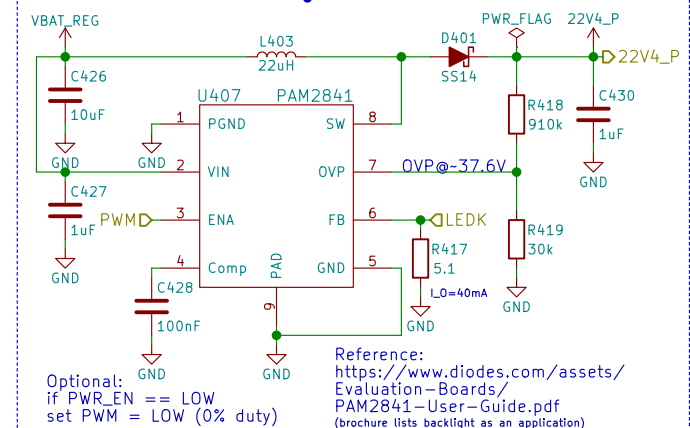 VBAT_REG
PWR_FLAG
22V4_P
L403
22uH
D401
SS14
22V4_P
C426
10uF
GND
U407
PAM2841
R418
910k
C430
1uF
GND
1
PGND
SW
8
GND
2
VIN
OVP
7
OVP@~37.6V
C427
1uF
GND
PWM
3
ENA
FB
6
LEDK
R419
30k
GND
R417
5.1
I_O=40mA
GND
4
Comp
PAD
GND
5
9
C428
100nF
GND
GND
Optional:
if PWR_EN == LOW
set PWM = LOW (0% duty)
Reference:
https://www.diodes.com/assets/
Evaluation-Boards/
PAM2841-User-Guide.pdf
(brochure lists backlight as an application)